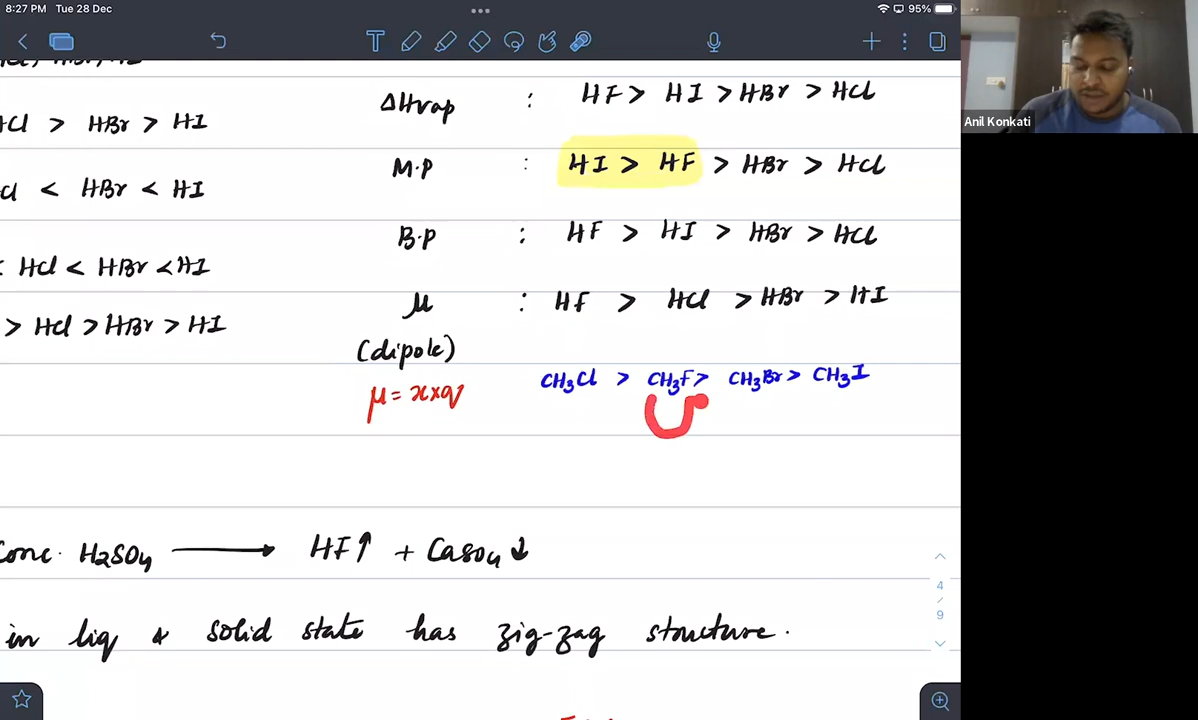 8:27 PM Tue 28 Dec
95%
Anil Konkati
ΔHvap : HF > HI > HBr > HCl
Cl > HBr > HI
M.P : HI > HF > HBr > HCl
Cl < HBr < HI
B.P : HF > HI > HBr > HCl
< HCl < HBr < HI
μ : HF > HCl > HBr > HI
> HCl > HBr > HI
(dipole)
CH3Cl > CH3F > CH3Br > CH3I
μ = x×q
Conc. H2SO4 ⟶ HF↑ + CaSO4↓
4
/
9
in liq & solid state has zig-zag structure.